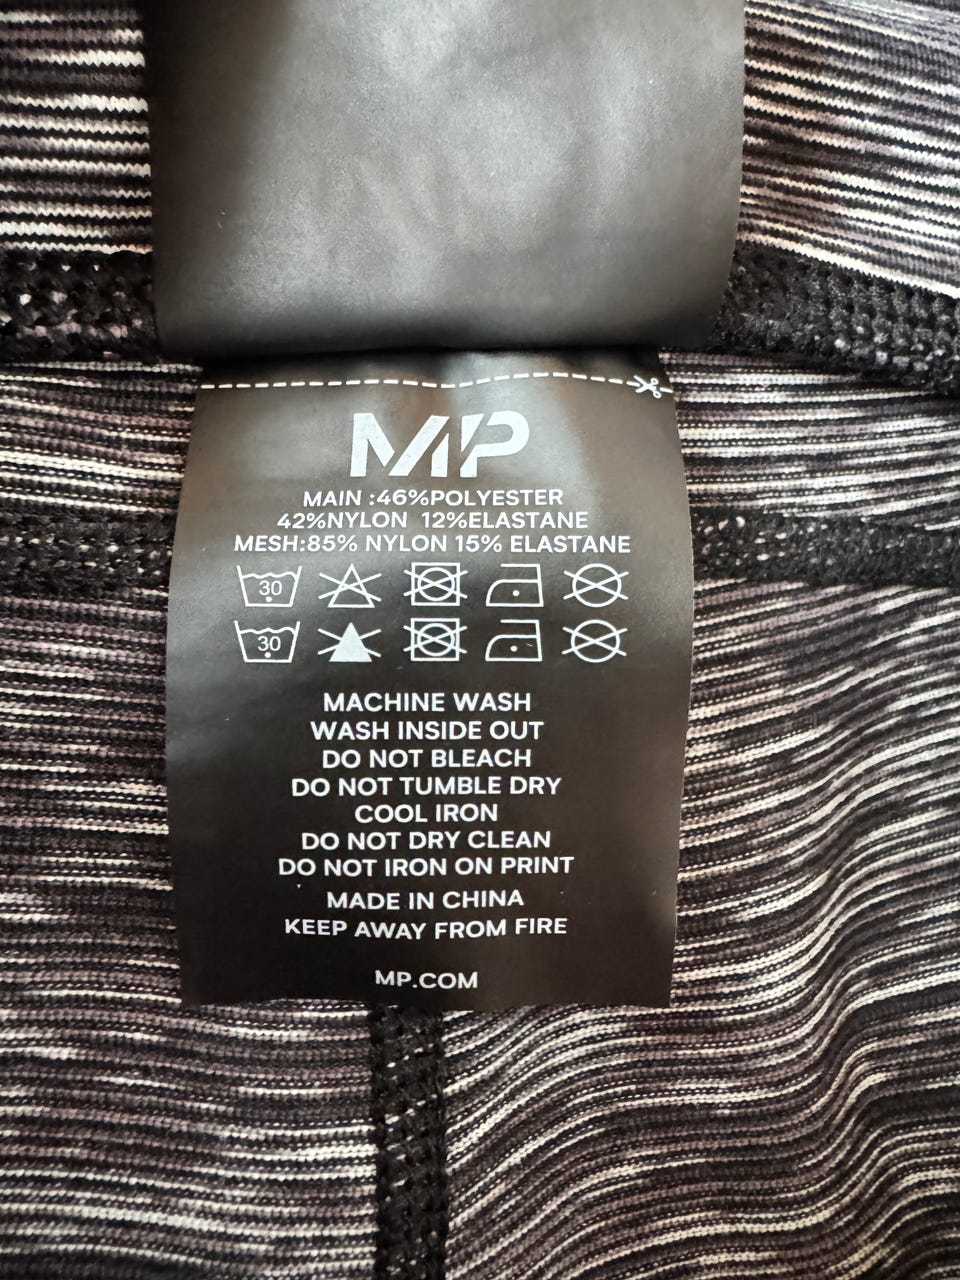 MP
MAIN :46%POLYESTER
42%NYLON 12%ELASTANE
MESH:85% NYLON 15% ELASTANE
30
30
MACHINE WASH
WASH INSIDE OUT
DO NOT BLEACH
DO NOT TUMBLE DRY
COOL IRON
DO NOT DRY CLEAN
DO NOT IRON ON PRINT
MADE IN CHINA
KEEP AWAY FROM FIRE
MP.COM